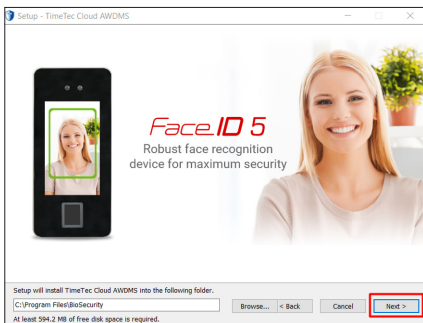 Setup - TimeTec Cloud AWDMS
Face ID 5
Robust face recognition
device for maximum security
Setup will install TimeTec Cloud AWDMS into the following folder.
C:\Program Files\BioSecurity
Browse... < Back Cancel Next >
At least 594.2 MB of free disk space is required.